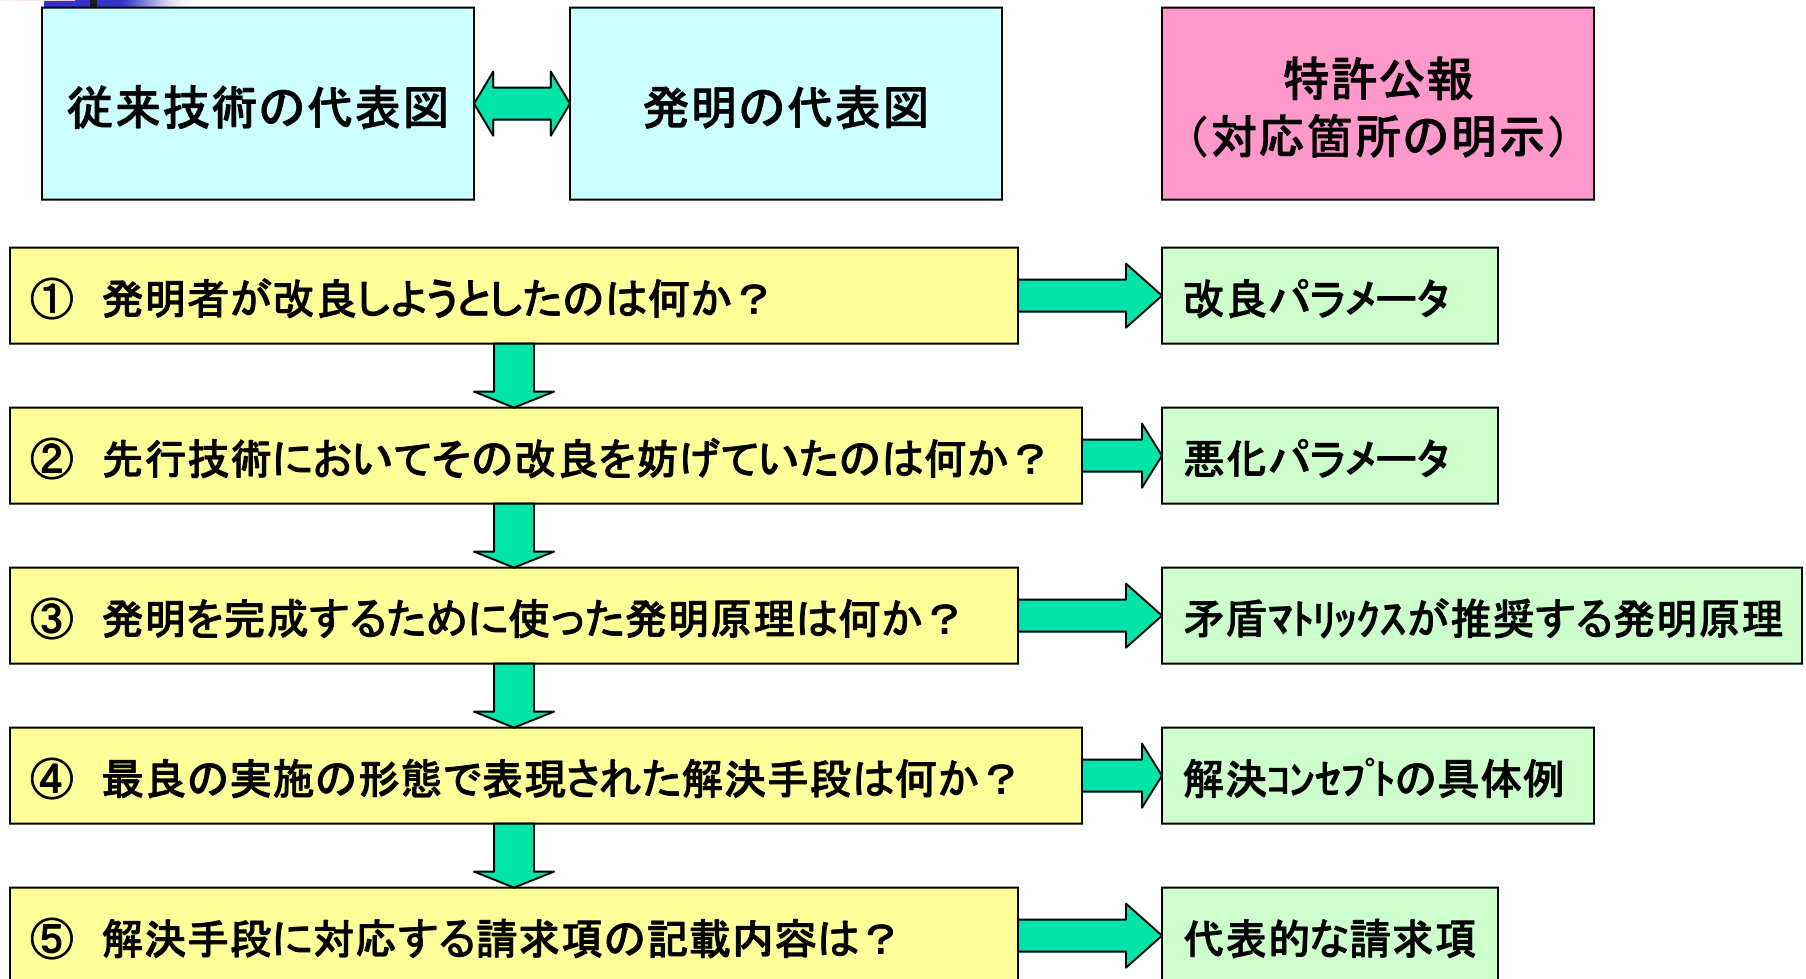 従来技術の代表図
発明の代表図
特許公報
（対応箇所の明示）
① 発明者が改良しようとしたのは何か？
改良パラメータ
② 先行技術においてその改良を妨げていたのは何か？
悪化パラメータ
③ 発明を完成するために使った発明原理は何か？
矛盾ﾏﾄﾘｯｸｽが推奨する発明原理
④ 最良の実施の形態で表現された解決手段は何か？
解決ｺﾝｾﾌﾟﾄの具体例
⑤ 解決手段に対応する請求項の記載内容は？
代表的な請求項